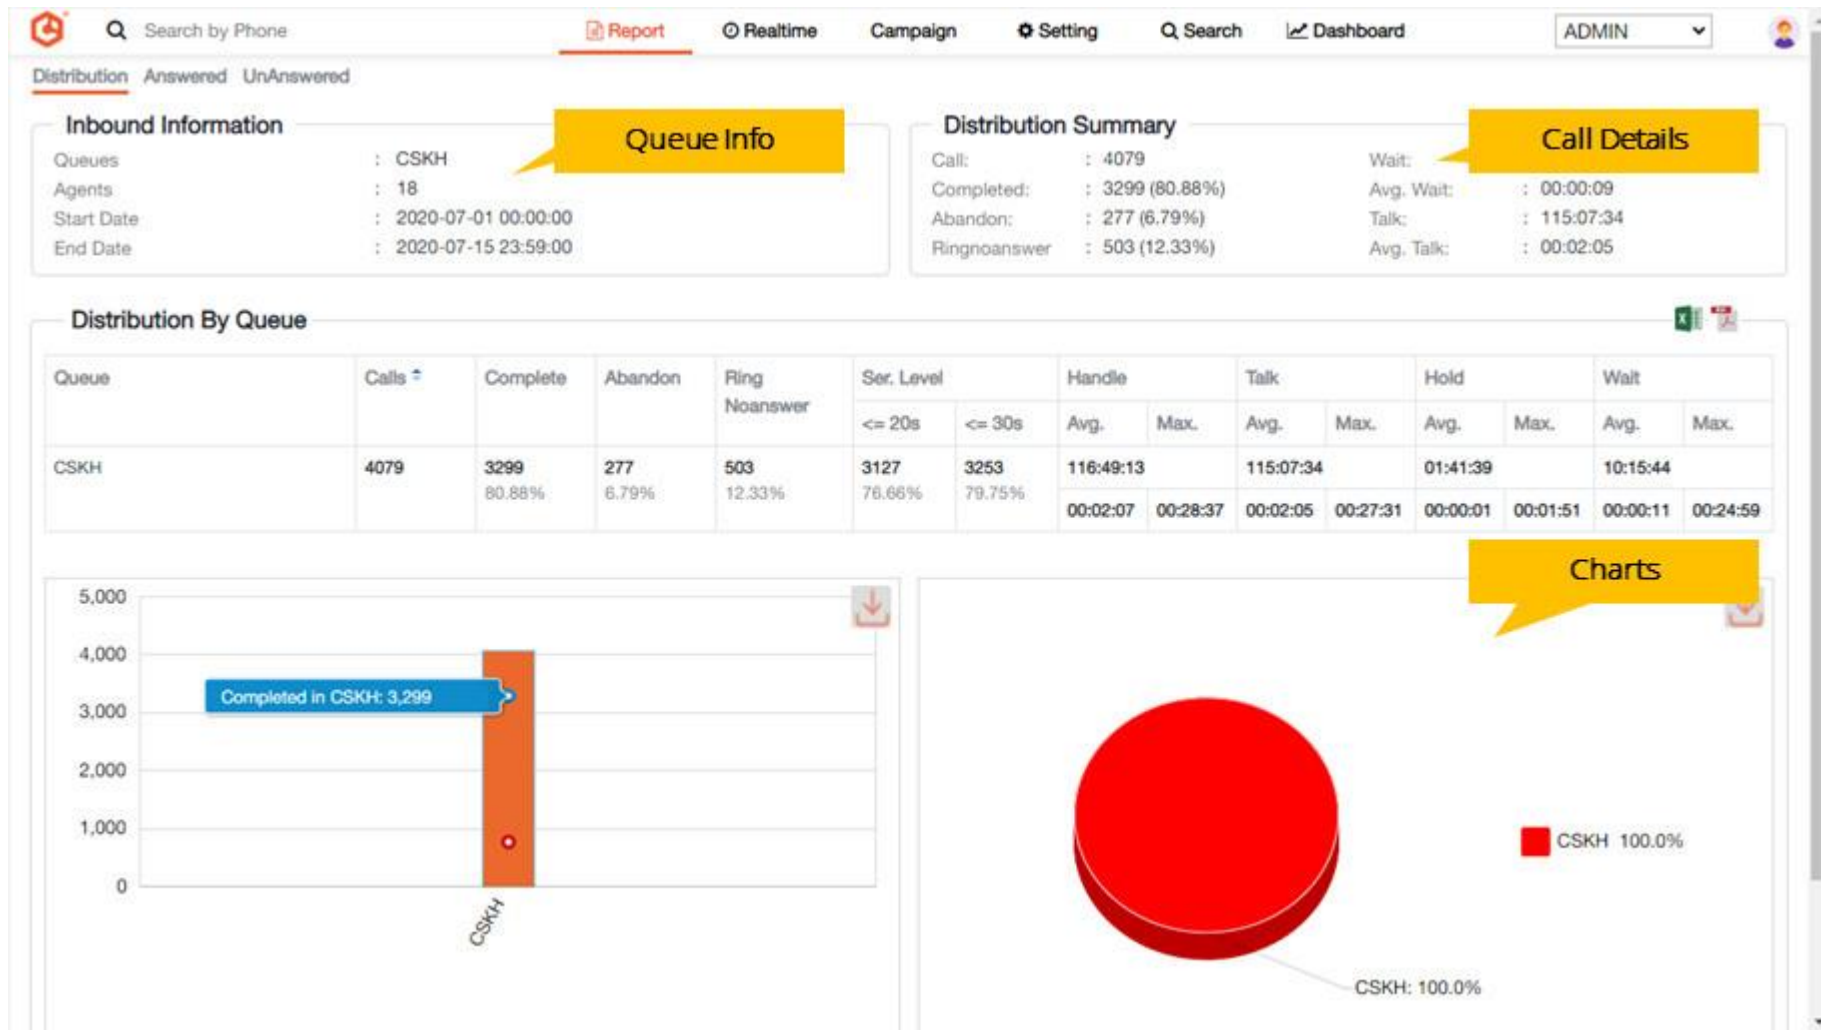 Search by Phone
Report Realtime Campaign Setting Search Dashboard ADMIN
Distribution Answered UnAnswered
Inbound Information
Queue Info
Queues : CSKH
Agents : 18
Start Date : 2020-07-01 00:00:00
End Date : 2020-07-15 23:59:00
Distribution Summary
Call Details
Call: : 4079 Wait:
Completed: : 3299 (80.88%) Avg. Wait: : 00:00:09
Abandon: : 277 (6.79%) Talk: : 115:07:34
Ringnoanswer : 503 (12.33%) Avg. Talk: : 00:02:05
Distribution By Queue
Queue Calls Complete Abandon Ring Noanswer Ser. Level Handle Talk Hold Wait
<= 20s <= 30s Avg. Max. Avg. Max. Avg. Max. Avg. Max.
CSKH 4079 3299 277 503 3127 3253 116:49:13 115:07:34 01:41:39 10:15:44
80.88% 6.79% 12.33% 76.66% 79.75%
00:02:07 00:28:37 00:02:05 00:27:31 00:00:01 00:01:51 00:00:11 00:24:59
Charts
5,000
4,000
Completed in CSKH: 3,299
3,000
2,000
1,000
0
CSKH
CSKH 100.0%
CSKH: 100.0%